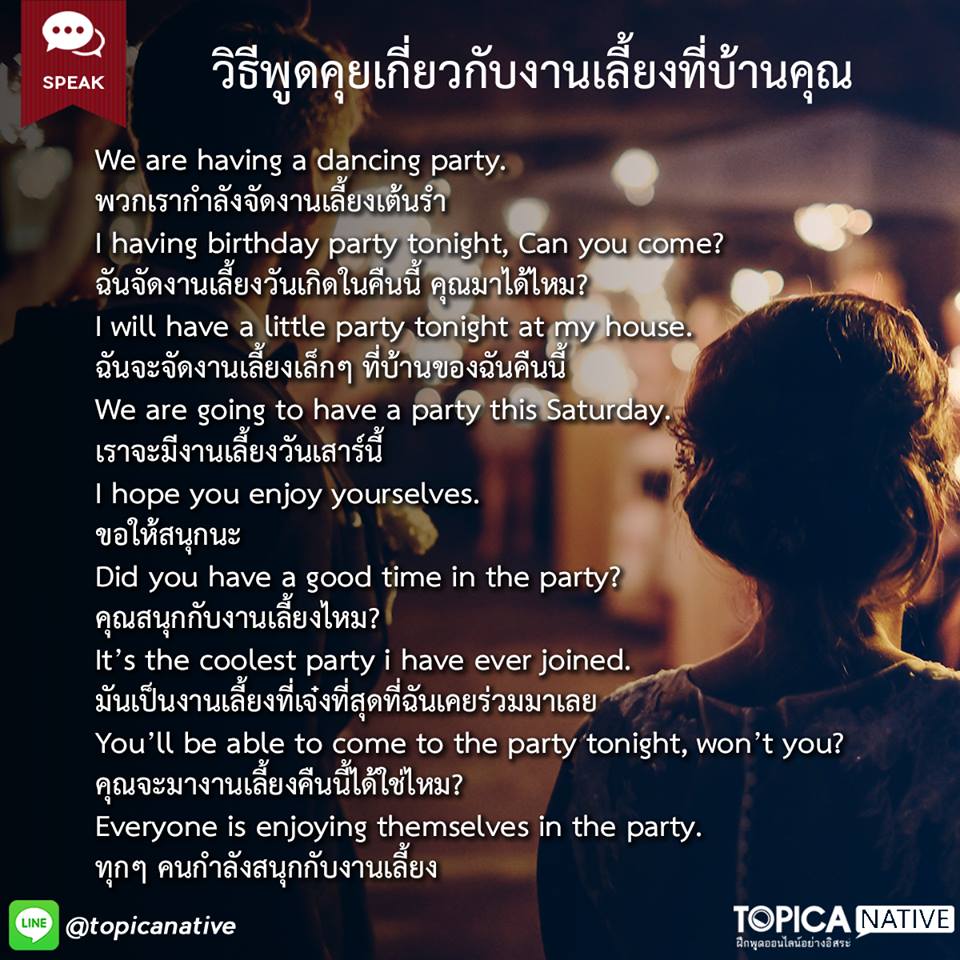 SPEAK
วิธีพูดคุยเกี่ยวกับงานเลี้ยงที่บ้านคุณ
We are having a dancing party.
พวกเรากำลังจัดงานเลี้ยงเต้นรำ
I having birthday party tonight, Can you come?
ฉันจัดงานเลี้ยงวันเกิดในคืนนี้ คุณมาได้ไหม?
I will have a little party tonight at my house.
ฉันจะจัดงานเลี้ยงเล็กๆ ที่บ้านของฉันคืนนี้
We are going to have a party this Saturday.
เราจะมีงานเลี้ยงวันเสาร์นี้
I hope you enjoy yourselves.
ขอให้สนุกนะ
Did you have a good time in the party?
คุณสนุกกับงานเลี้ยงไหม?
It's the coolest party i have ever joined.
มันเป็นงานเลี้ยงที่เจ๋งที่สุดที่ฉันเคยร่วมมาเลย
You'll be able to come to the party tonight, won't you?
คุณจะมางานเลี้ยงคืนนี้ได้ใช่ไหม?
Everyone is enjoying themselves in the party.
ทุกๆ คนกำลังสนุกกับงานเลี้ยง
LINE @topicanative
TOPICA NATIVE
ฝึกพูดออนไลน์อย่างอิสระ